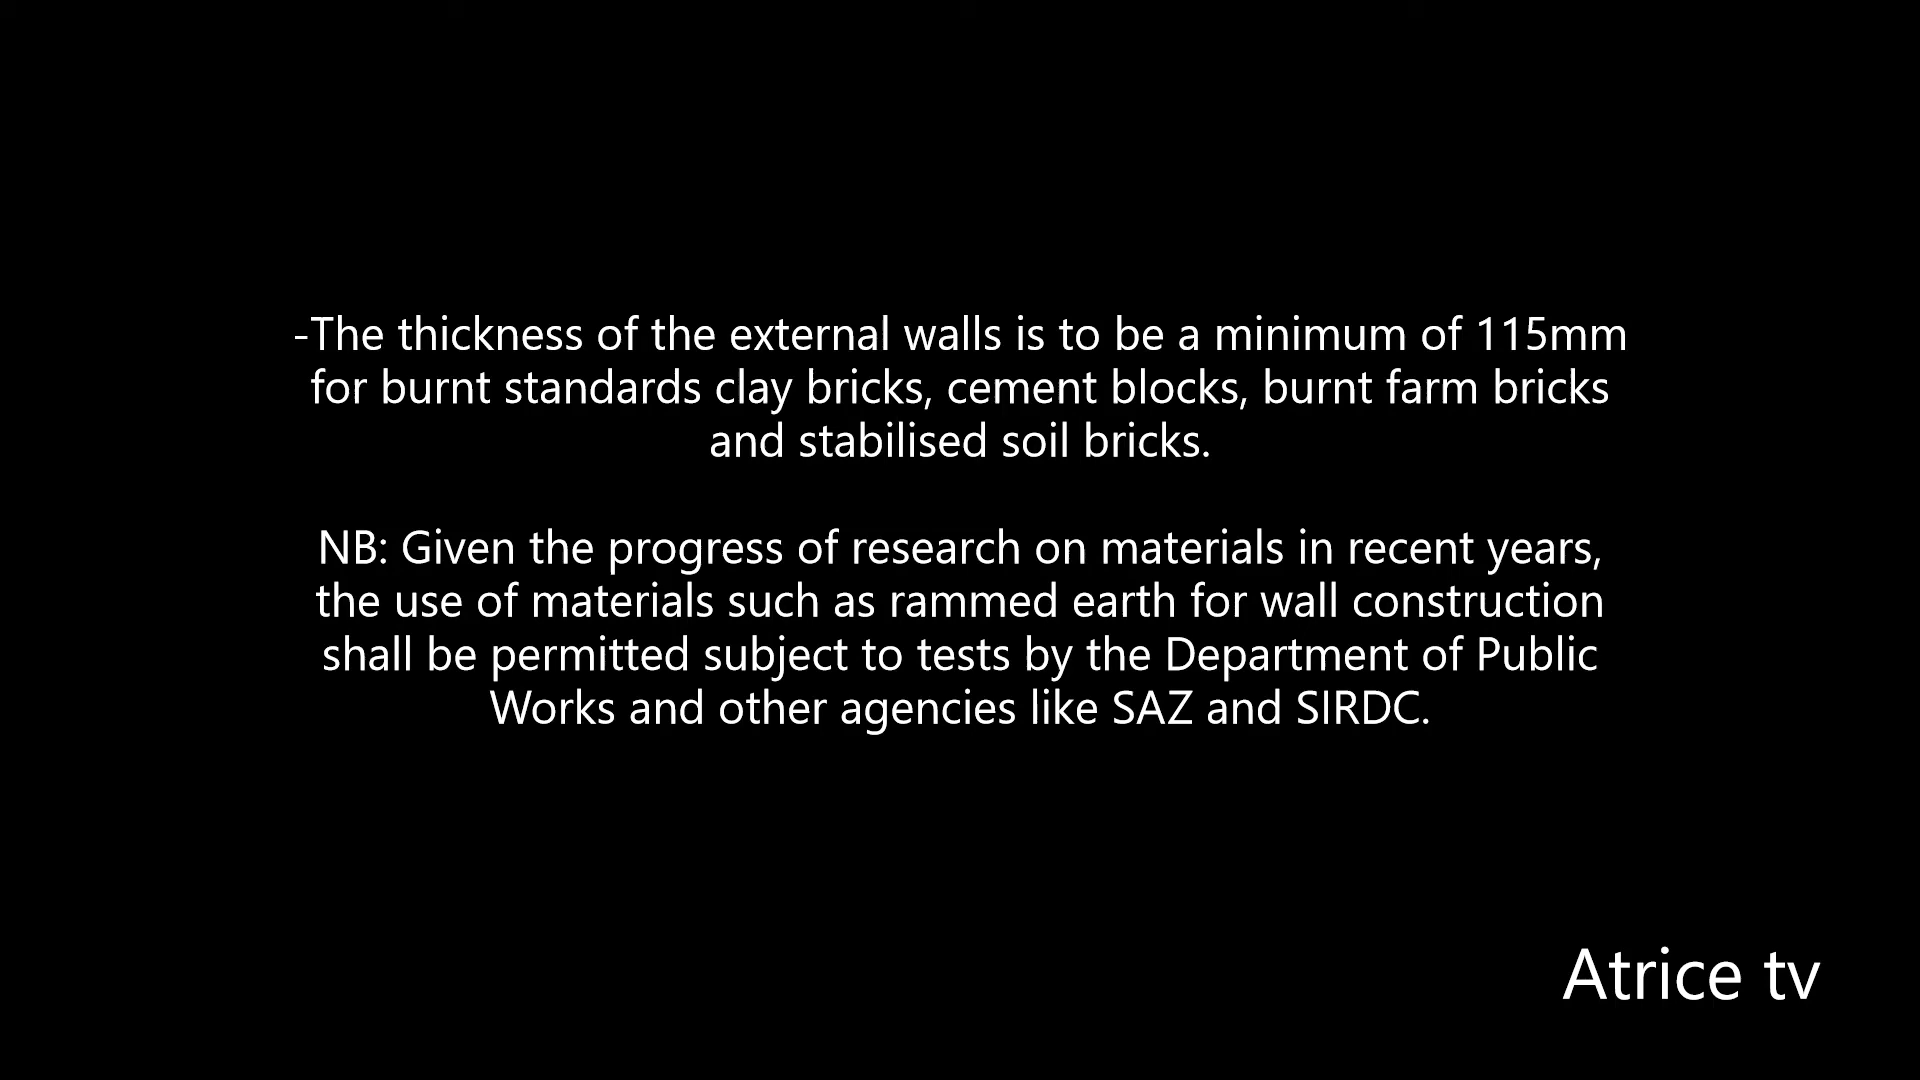 -The thickness of the external walls is to be a minimum of 115mm
for burnt standards clay bricks, cement blocks, burnt farm bricks
and stabilised soil bricks.
NB: Given the progress of research on materials in recent years,
the use of materials such as rammed earth for wall construction
shall be permitted subject to tests by the Department of Public
Works and other agencies like SAZ and SIRDC.
Atrice tv